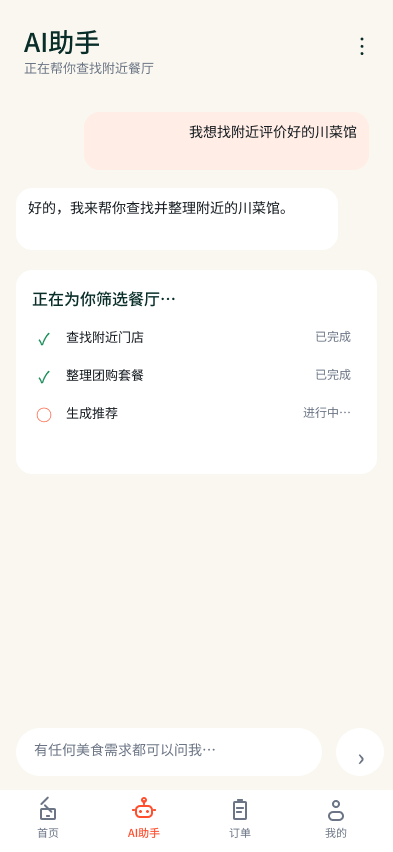 AI助手
正在帮你查找附近餐厅
我想找附近评价好的川菜馆
好的，我来帮你查找并整理附近的川菜馆。
正在为你筛选餐厅…
查找附近门店 已完成
整理团购套餐 已完成
生成推荐 进行中…
有任何美食需求都可以问我…
首页 AI助手 订单 我的